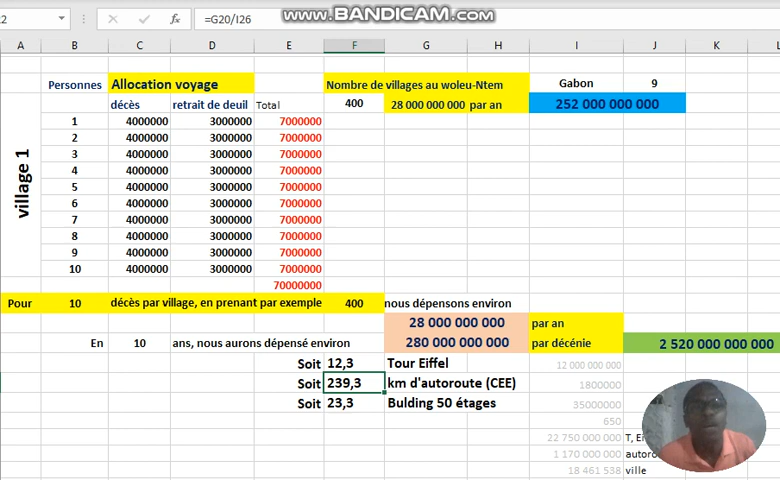 www.BANDICAM.com
=G20/I26
A B C D E F G H I J K
Personnes Allocation voyage Nombre de villages au woleu-Ntem Gabon 9
décès retrait de deuil Total 400 28 000 000 000 par an 252 000 000 000
village 1
1 4000000 3000000 7000000
2 4000000 3000000 7000000
3 4000000 3000000 7000000
4 4000000 3000000 7000000
5 4000000 3000000 7000000
6 4000000 3000000 7000000
7 4000000 3000000 7000000
8 4000000 3000000 7000000
9 4000000 3000000 7000000
10 4000000 3000000 7000000
70000000
Pour 10 décès par village, en prenant par exemple 400 nous dépensons environ
28 000 000 000 par an
En 10 ans, nous aurons dépensé environ 280 000 000 000 par décénie 2 520 000 000 000
Soit 12,3 Tour Eiffel 12 000 000 000
Soit 239,3 km d'autoroute (CEE) 1800000
Soit 23,3 Bulding 50 étages 35000000
650
22 750 000 000 T, Ei
1 170 000 000 autoro
18 461 538 ville